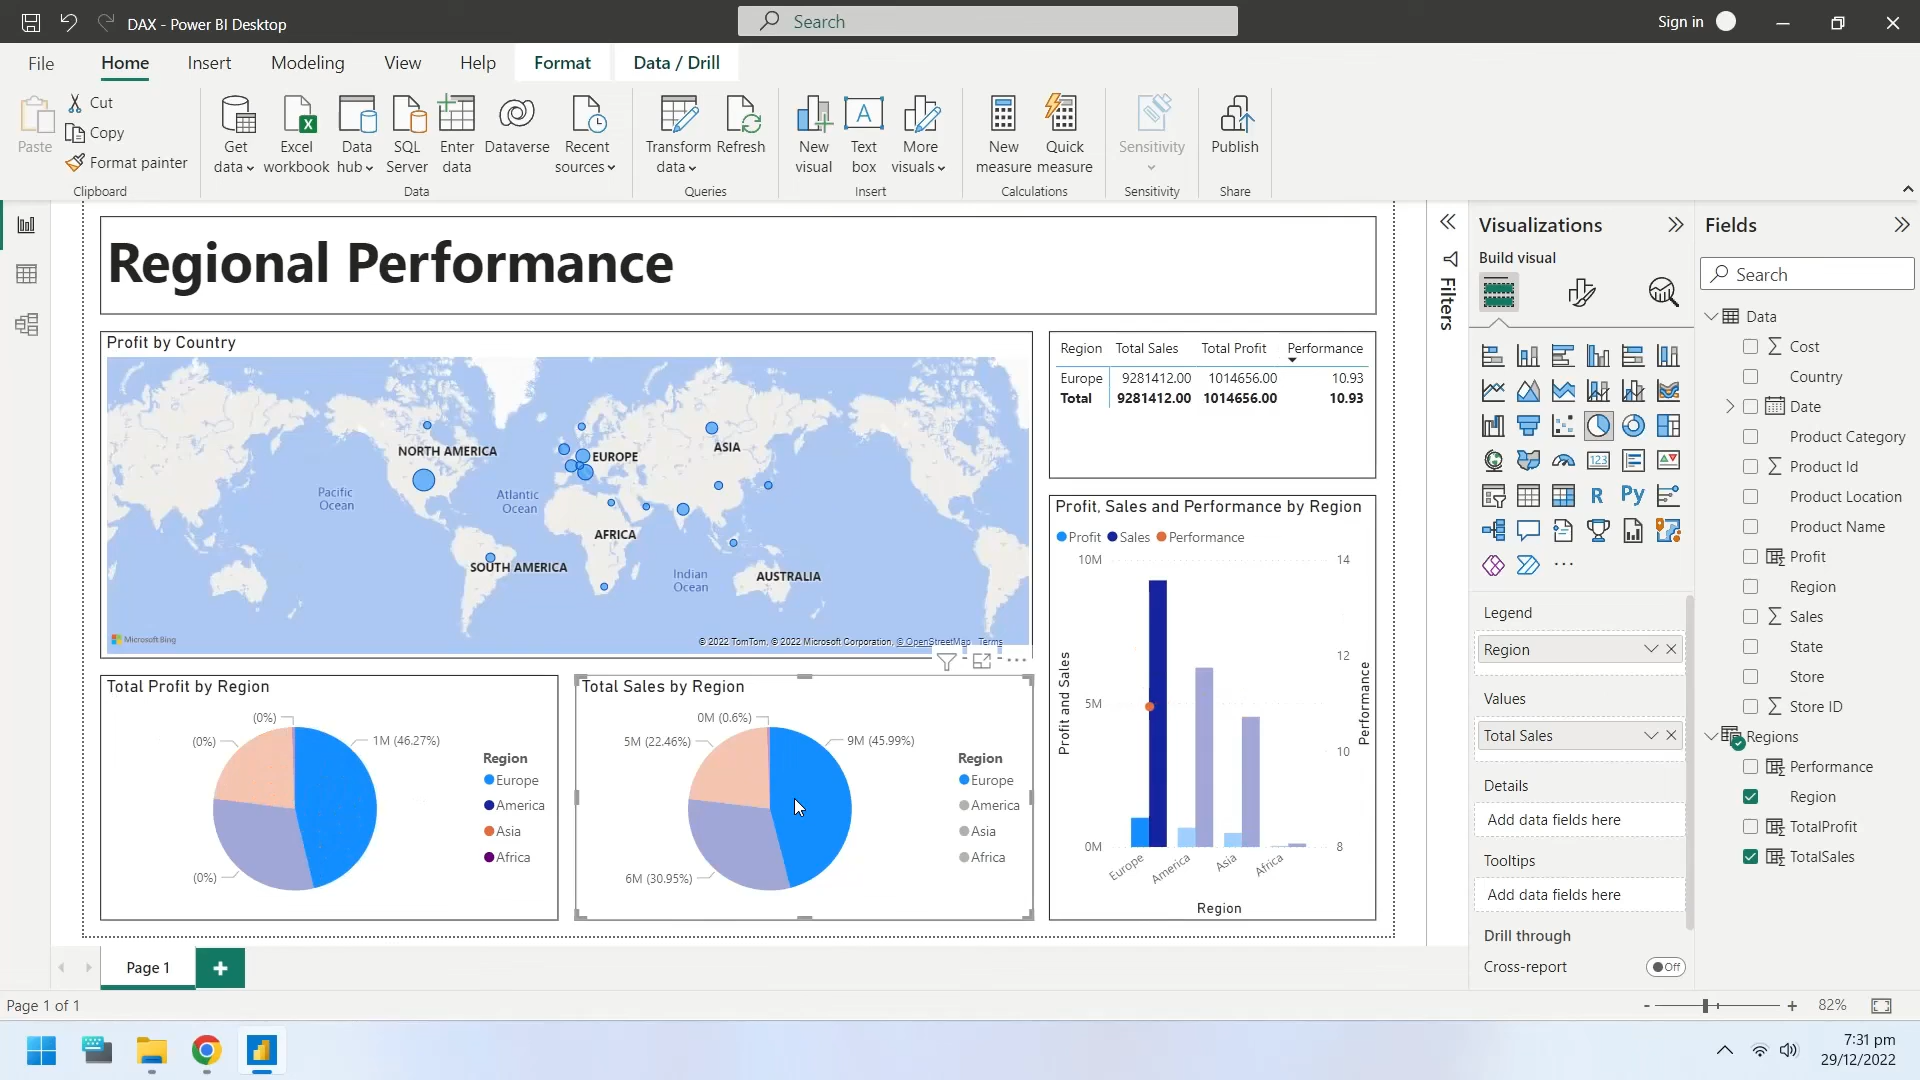 DAX - Power BI Desktop
Search
Sign in
File
Home
Insert
Modeling
View
Help
Format
Data / Drill
Paste
Cut
Copy
Format painter
Clipboard
Get data
Excel workbook
Data hub
SQL Server
Enter data
Dataverse
Recent sources
Data
Transform data
Refresh
Queries
New visual
Text box
More visuals
Insert
New measure
Quick measure
Calculations
Sensitivity
Sensitivity
Publish
Share
Regional Performance
Profit by Country
NORTH AMERICA
EUROPE
ASIA
Pacific Ocean
Atlantic Ocean
AFRICA
SOUTH AMERICA
Indian Ocean
AUSTRALIA
Microsoft Bing
© 2022 TomTom, © 2022 Microsoft Corporation, © OpenStreetMap Terms
Region Total Sales Total Profit Performance
Europe 9281412.00 1014656.00 10.93
Total 9281412.00 1014656.00 10.93
Total Profit by Region
(0%)
(0%)
1M (46.27%)
(0%)
Region
Europe
America
Asia
Africa
Total Sales by Region
0M (0.6%)
5M (22.46%)
9M (45.99%)
6M (30.95%)
Region
Europe
America
Asia
Africa
Profit, Sales and Performance by Region
Profit Sales Performance
10M
5M
0M
14
12
10
8
Profit and Sales
Performance
Europe
America
Asia
Africa
Region
Filters
Visualizations
Build visual
R
Py
123
Legend
Region
Values
Total Sales
Details
Add data fields here
Tooltips
Add data fields here
Drill through
Cross-report
Off
Fields
Search
Data
Cost
Country
Date
Product Category
Product Id
Product Location
Product Name
Profit
Region
Sales
State
Store
Store ID
Regions
Performance
Region
TotalProfit
TotalSales
Page 1
Page 1 of 1
82%
7:31 pm
29/12/2022